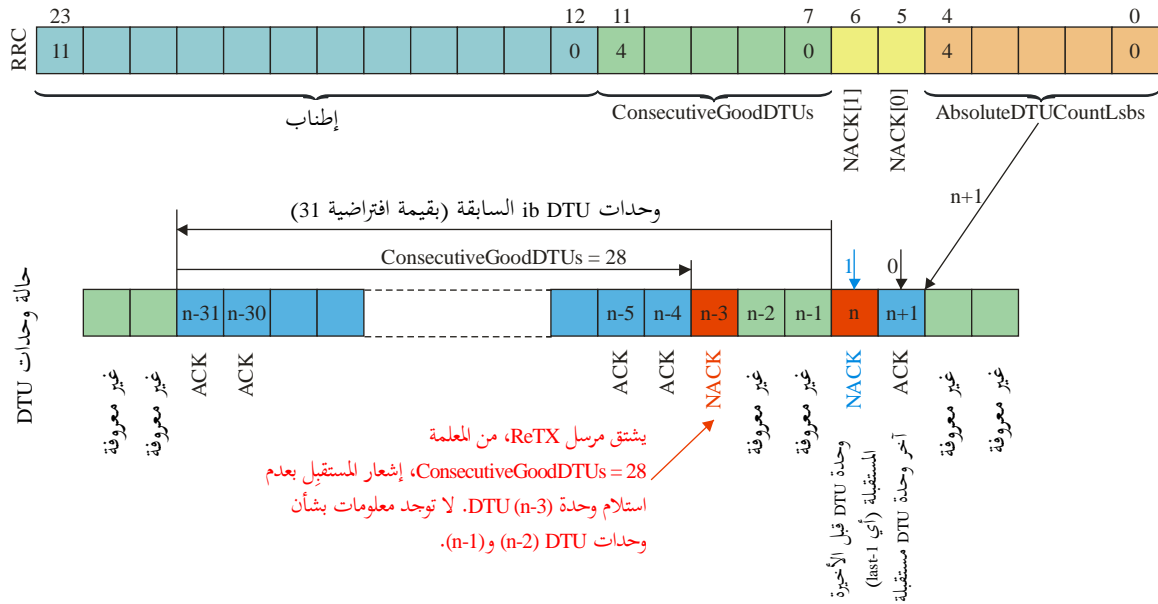 23 12 11 7 6 5 4 0
RRC
11 0 4 0 4 0
إطناب
ConsecutiveGoodDTUs
NACK[1]
NACK[0]
AbsoluteDTUCountLsbs
n+1
وحدات ib DTU السابقة (بقيمة افتراضية 31)
ConsecutiveGoodDTUs = 28
1 0
حالة وحدات DTU
n-31 n-30 n-5 n-4 n-3 n-2 n-1 n n+1
غير معروفة
غير معروفة
ACK
ACK
ACK
ACK
NACK
غير معروفة
غير معروفة
NACK
ACK
غير معروفة
غير معروفة
يشتق مرسل ReTX، من المعلمة
ConsecutiveGoodDTUs = 28، إشعار المستقبِل بعدم
استلام وحدة DTU (n-3). لا توجد معلومات بشأن
وحدات DTU (n-2) و(n-1).
وحدة DTU قبل الأخيرة
المستقبلة (أي last-1)
آخر وحدة DTU مستقبلة